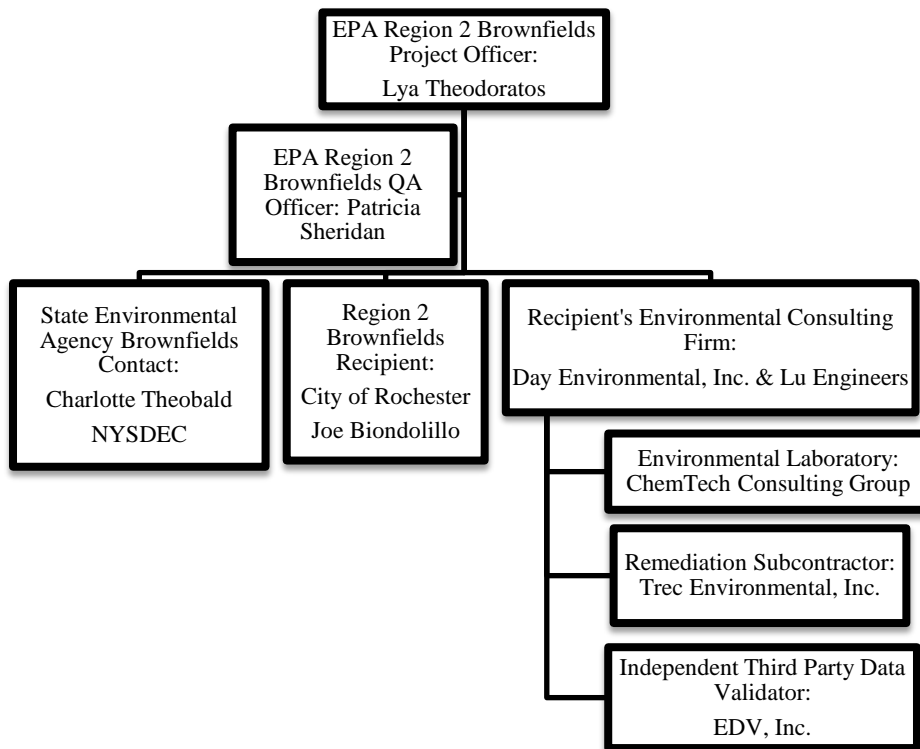 EPA Region 2 Brownfields
Project Officer:
Lya Theodoratos
EPA Region 2
Brownfields QA
Officer: Patricia
Sheridan
State Environmental
Agency Brownfields
Contact:
Charlotte Theobald
NYSDEC
Region 2
Brownfields
Recipient:
City of Rochester
Joe Biondolillo
Recipient's Environmental Consulting
Firm:
Day Environmental, Inc. & Lu Engineers
Environmental Laboratory:
ChemTech Consulting Group
Remediation Subcontractor:
Trec Environmental, Inc.
Independent Third Party Data
Validator:
EDV, Inc.